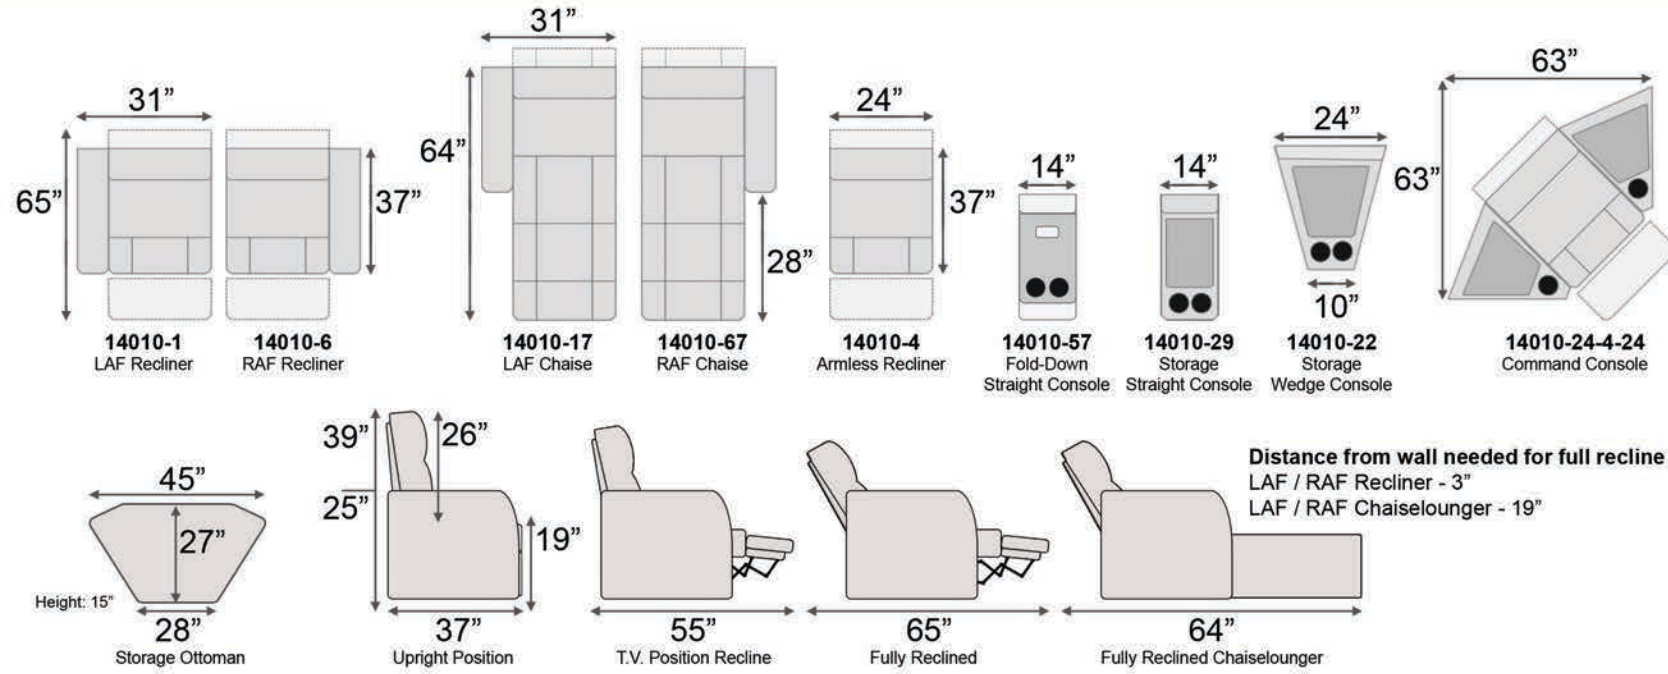 31”
65”
37”
14010-1
LAF Recliner
14010-6
RAF Recliner
31”
64”
28”
14010-17
LAF Chaise
14010-67
RAF Chaise
24”
37”
14010-4
Armless Recliner
14”
14010-57
Fold-Down
Straight Console
14”
14010-29
Storage
Straight Console
24”
10”
14010-22
Storage
Wedge Console
63”
63”
14010-24-4-24
Command Console
45”
27”
Height: 15”
28”
Storage Ottoman
39”
26”
25”
19”
37”
Upright Position
55”
T.V. Position Recline
65”
Fully Reclined
64”
Fully Reclined Chaiselounger
Distance from wall needed for full recline
LAF / RAF Recliner - 3”
LAF / RAF Chaiselounger - 19”